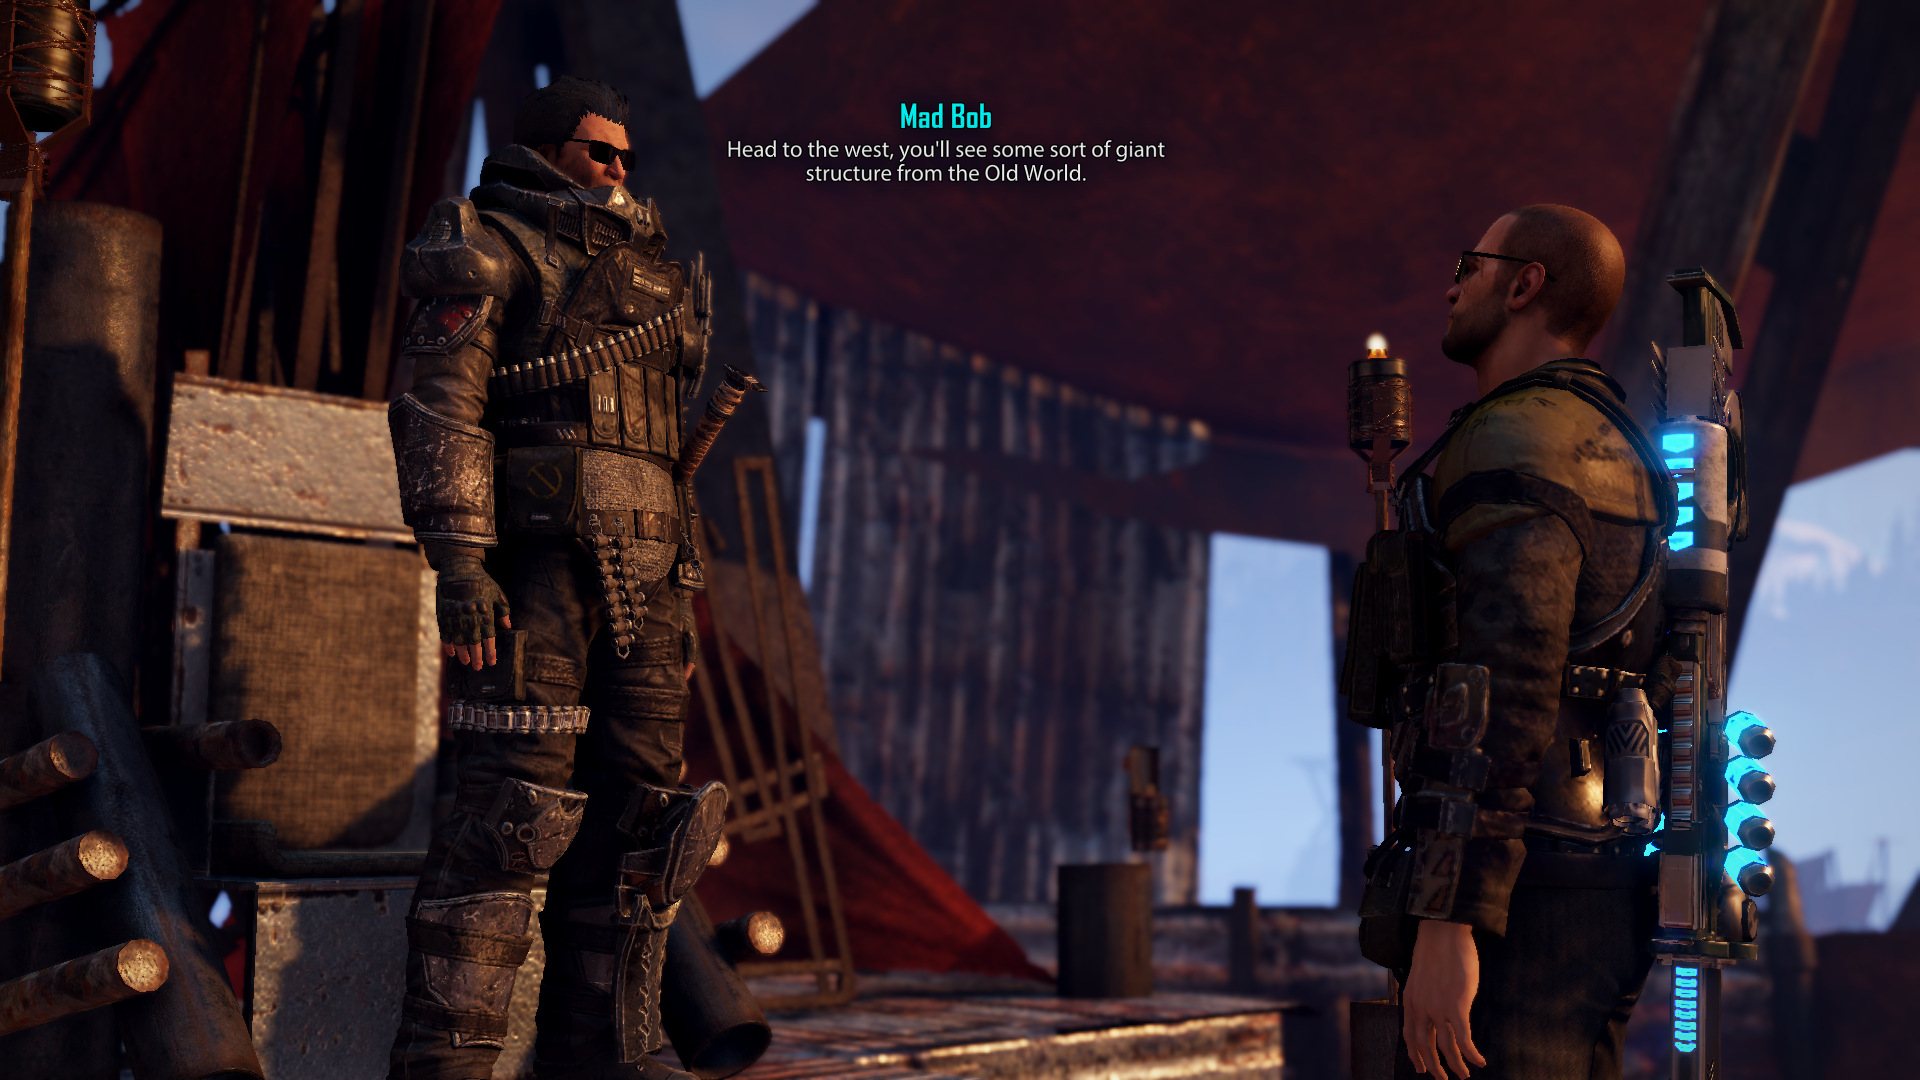 Mad Bob
Head to the west, you'll see some sort of giant
structure from the Old World.